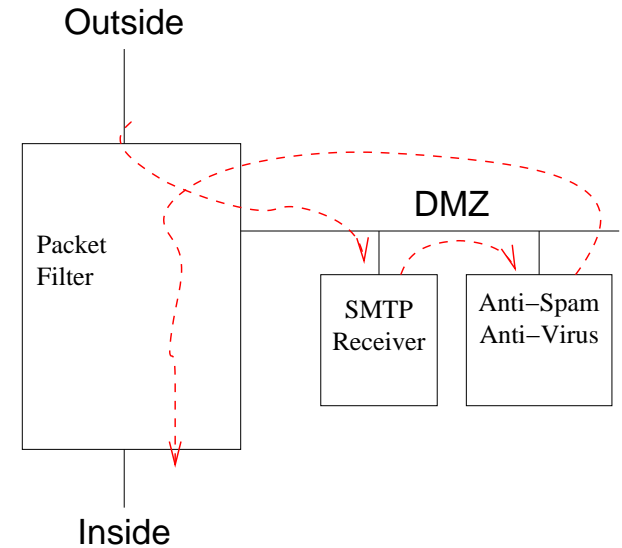 Outside
DMZ
Packet
Filter
SMTP
Receiver
Anti−Spam
Anti−Virus
Inside